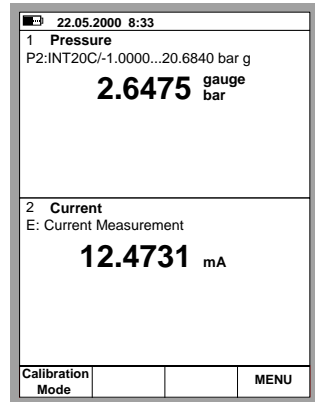 22.05.2000 8:33
1 Pressure
P2:INT20C/-1.0000...20.6840 bar g
2.6475 gauge bar
2 Current
E: Current Measurement
12.4731 mA
Calibration Mode
MENU